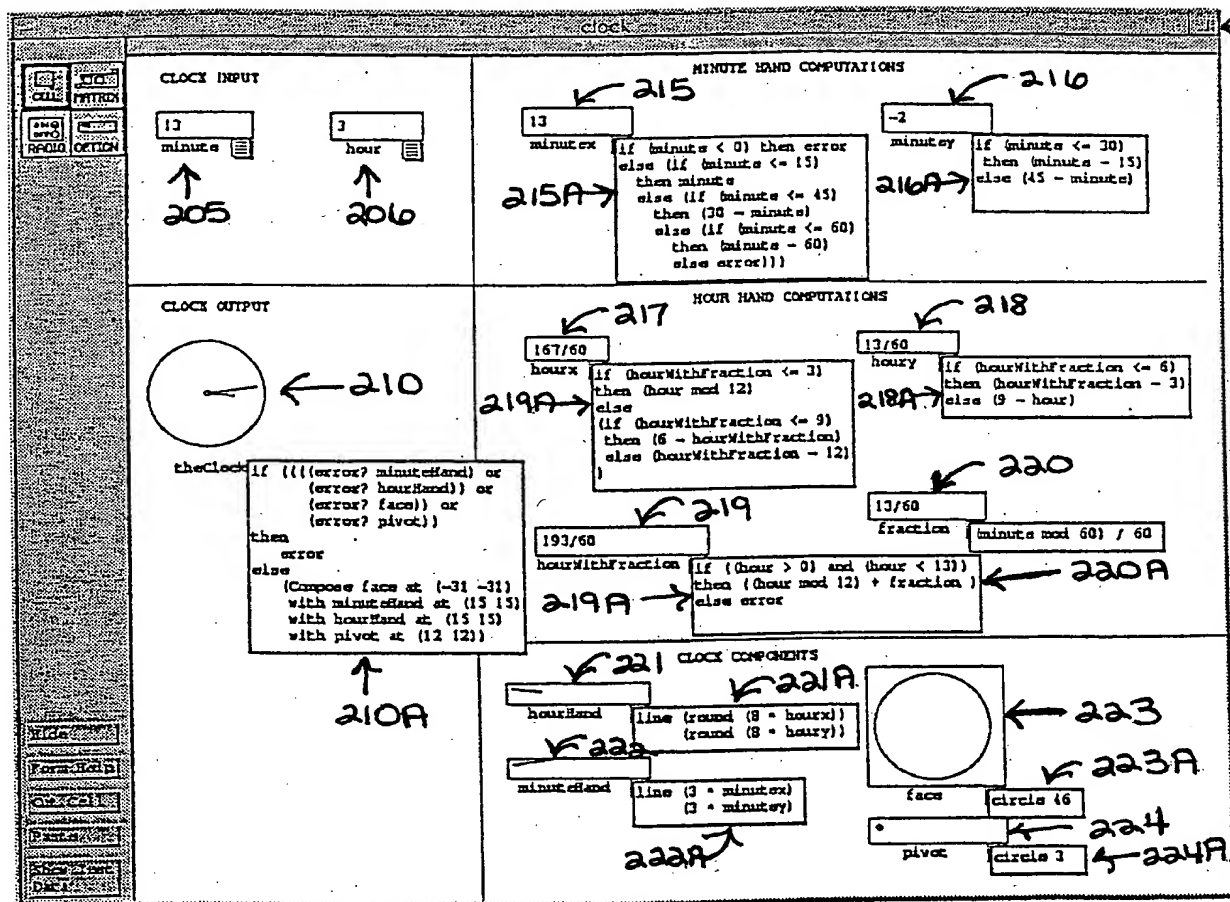 clock
CELL
MATRIX
RADIO
OPTION
CLOCK INPUT
13
minute
3
hour
205
206
MINUTE HAND COMPUTATIONS
215
216
13
minutex
215A
if (minute < 0) then error
else (if (minute <= 15)
then minute
else (if (minute <= 45)
then (30 - minute)
else (if (minute <= 60)
then (minute - 60)
else error)))
-2
minutey
216A
if (minute <= 30)
then (minute - 15)
else (45 - minute)
CLOCK OUTPUT
210
theClock
if ((((error? minuteHand) or
(error? hourHand)) or
(error? face)) or
(error? pivot))
then
error
else
(Compose face at (-31 -31)
with minuteHand at (15 15)
with hourHand at (15 15)
with pivot at (12 12))
210A
HOUR HAND COMPUTATIONS
217
218
167/60
hourx
219A
if (hourWithFraction <= 3)
then (hour mod 12)
else
(if (hourWithFraction <= 9)
then (6 - hourWithFraction)
else (hourWithFraction - 12)
)
13/60
houry
218A
if (hourWithFraction <= 6)
then (hourWithFraction - 3)
else (9 - hour)
219
220
193/60
hourWithFraction
219A
if ((hour > 0) and (hour < 13))
then ((hour mod 12) + fraction )
else error
220A
13/60
fraction
(minute mod 60) / 60
CLOCK COMPONENTS
221
221A
hourHand
line (round (8 * hourx))
(round (8 * houry))
222
minuteHand
line (3 * minutex)
(3 * minutey)
222A
223
face
223A
circle 46
224
pivot
circle 3
224A
Hide
Form Help
Paste